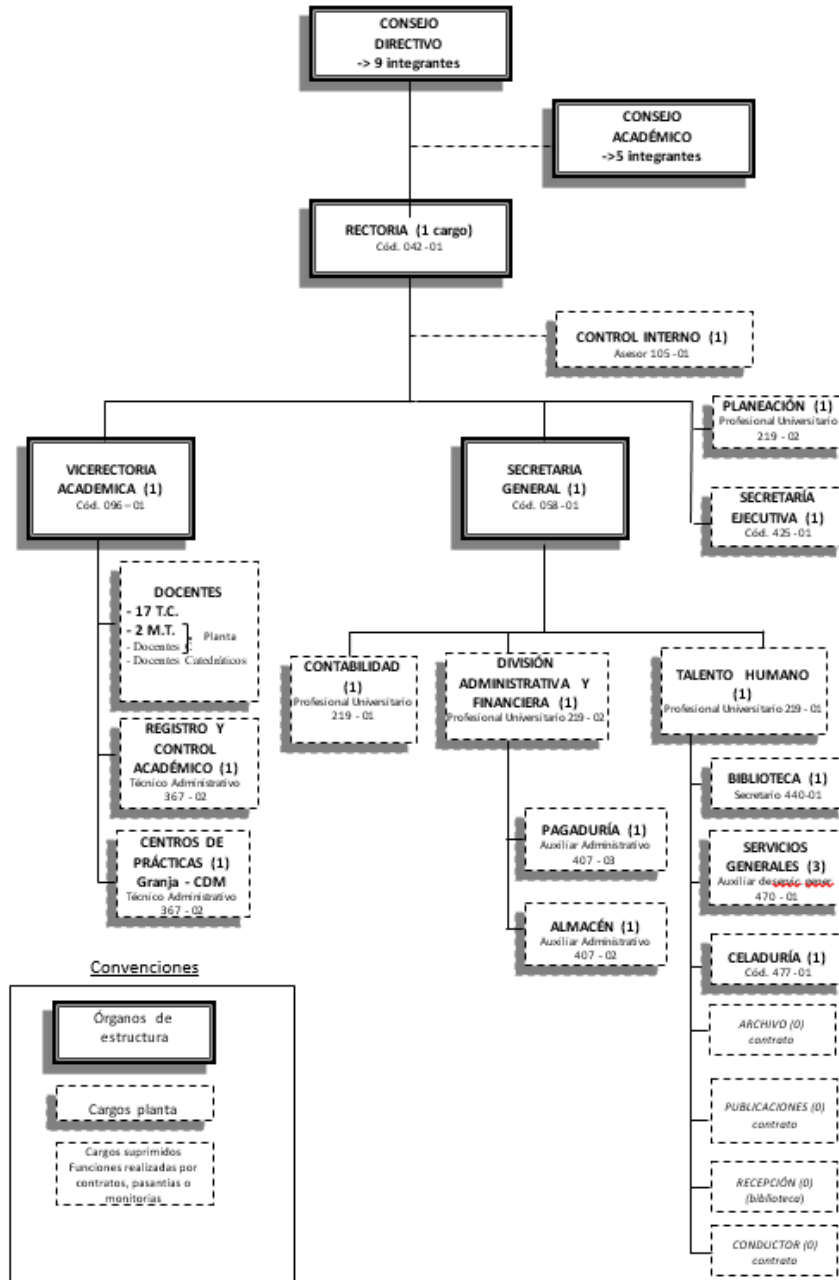 CONSEJO
DIRECTIVO
-> 9 integrantes
CONSEJO
ACADÉMICO
->5 integrantes
RECTORIA (1 cargo)
Cód. 042-01
CONTROL INTERNO (1)
Asesor 105-01
PLANEACIÓN (1)
Profesional Universitario
219 - 02
VICERECTORIA
ACADEMICA (1)
Cód. 096 – 01
SECRETARIA
GENERAL (1)
Cód. 058-01
SECRETARÍA
EJECUTIVA (1)
Cód. 425-01
DOCENTES
- 17 T.C.
- 2 M.T.
Planta
- Docentes
- Docentes Catedráticos
REGISTRO Y
CONTROL
ACADÉMICO (1)
Técnico Administrativo
367 - 02
CENTROS DE
PRÁCTICAS (1)
Granja - CDM
Técnico Administrativo
367 - 02
CONTABILIDAD
(1)
Profesional Universitario
219 - 01
DIVISIÓN
ADMINISTRATIVA Y
FINANCIERA (1)
Profesional Universitario 219 - 02
TALENTO HUMANO
(1)
Profesional Universitario 219 - 01
PAGADURÍA (1)
Auxiliar Administrativo
407 - 03
ALMACÉN (1)
Auxiliar Administrativo
407 - 02
BIBLIOTECA (1)
Secretario 440-01
SERVICIOS
GENERALES (3)
Auxiliar de servic. gener.
470 - 01
CELADURÍA (1)
Cód. 477-01
ARCHIVO (0)
contrato
PUBLICACIONES (0)
contrato
RECEPCIÓN (0)
(biblioteca)
CONDUCTOR (0)
contrato
Convenciones
Órganos de
estructura
Cargos planta
Cargos suprimidos
Funciones realizadas por
contratos, pasantías o
monitorias